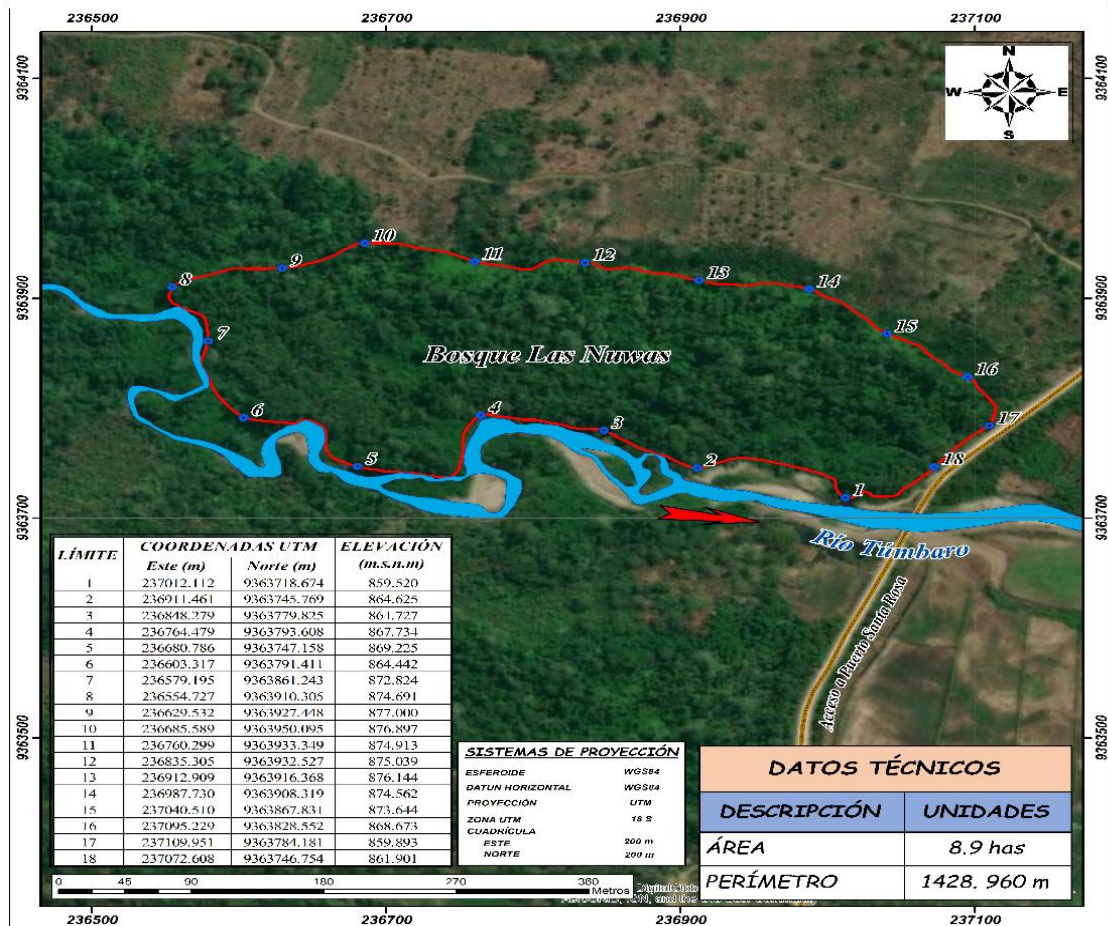 236500 236700 236900 237100
9364100 9364100
N
W E
S
10
11
12
9
13
8
14
15
9363900 9363900
7
Bosque Las Nuwas
16
17
6
4
3
5
2
18
1
9363700 9363700
Río Túmbaro
Acceso a Puerto Santa Rosa
LÍMITE COORDENADAS UTM ELEVACIÓN
Este (m) Norte (m) (m.s.n.m)
1 237012.112 9363718.674 859.520
2 236911.461 9363745.769 864.625
3 236848.279 9363779.825 861.727
4 236764.479 9363793.608 867.734
5 236680.786 9363747.158 869.225
6 236603.317 9363791.411 864.442
7 236579.195 9363861.243 872.824
8 236554.727 9363910.305 874.691
9 236629.532 9363927.448 877.000
10 236685.589 9363950.095 876.897
11 236760.299 9363933.349 874.913
12 236835.305 9363932.527 875.039
13 236912.909 9363916.368 876.144
14 236987.730 9363908.319 874.562
15 237040.510 9363867.831 873.644
16 237095.229 9363828.552 868.673
17 237109.951 9363784.181 859.893
18 237072.608 9363746.754 861.901
9363500 9363500
SISTEMAS DE PROYECCIÓN
ESFEROIDE WGS84
DATUN HORIZONTAL WGS84
PROYECCIÓN UTM
ZONA UTM 18 S
CUADRÍCULA
ESTE 200 m
NORTE 200 m
DATOS TÉCNICOS
DESCRIPCIÓN UNIDADES
ÁREA 8.9 has
PERÍMETRO 1428. 960 m
0 45 90 180 270 360
Metros
236500 236700 236900 237100